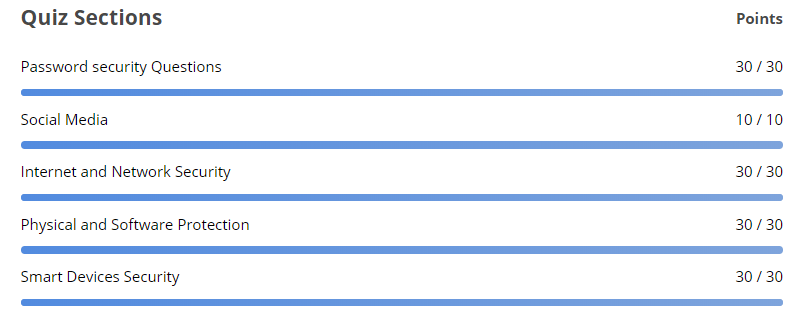 Quiz Sections Points
Password security Questions 30 / 30
Social Media 10 / 10
Internet and Network Security 30 / 30
Physical and Software Protection 30 / 30
Smart Devices Security 30 / 30